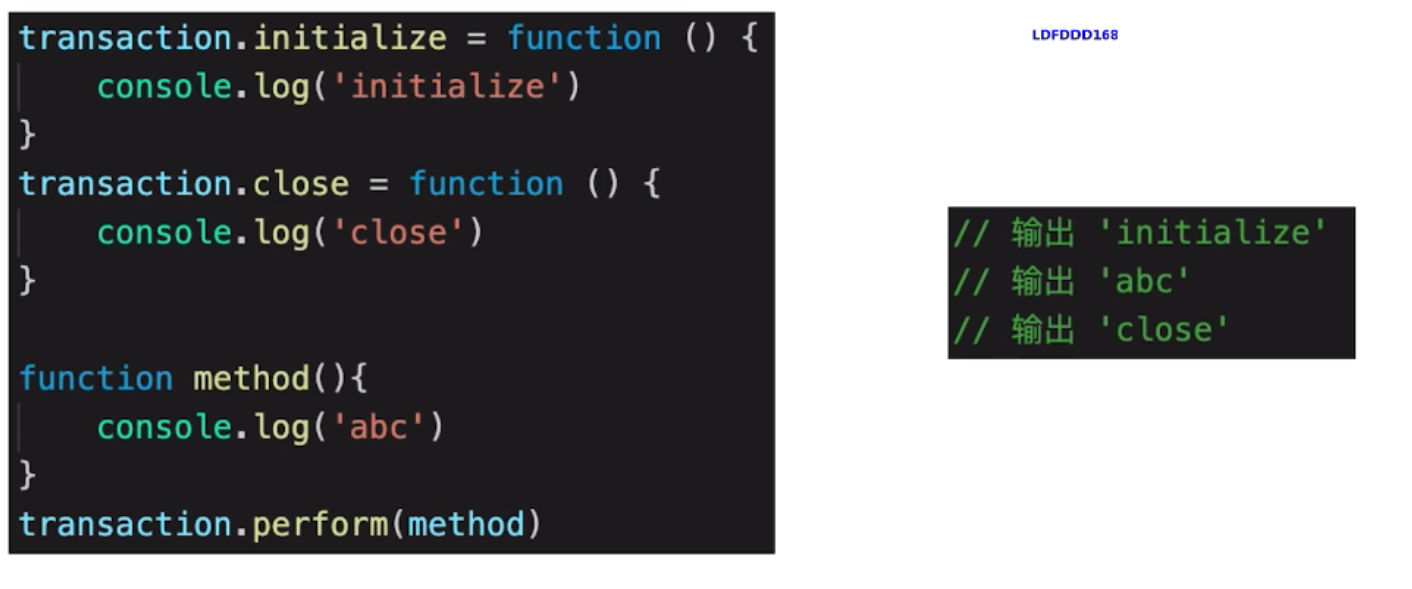 transaction.initialize = function () {
    console.log('initialize')
}
transaction.close = function () {
    console.log('close')
}
function method(){
    console.log('abc')
}
transaction.perform(method)
LDFDDD168
// 输出 'initialize'
// 输出 'abc'
// 输出 'close'